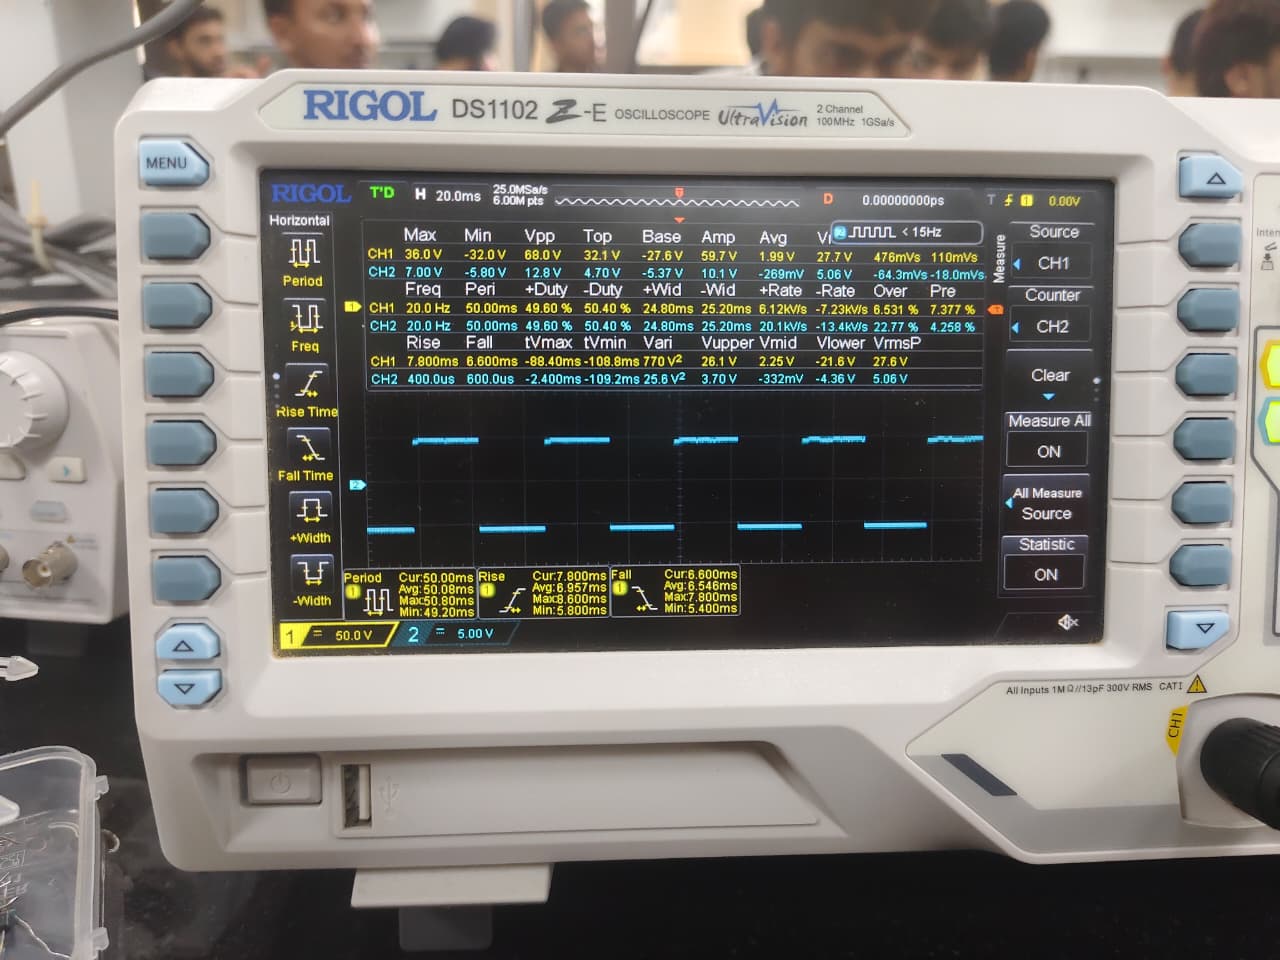 RIGOL DS1102 Z-E OSCILLOSCOPE UltraVision 2 Channel 100MHz 1GSa/s
MENU
RIGOL T'D H 20.0ms 25.0MSa/s 6.00M pts D 0.00000000ps T 1 0.00V
Horizontal
Period
Freq
Rise Time
Fall Time
+Width
-Width
2 < 15Hz
Max Min Vpp Top Base Amp Avg
CH1 36.0 V -32.0 V 68.0 V 32.1 V -27.6 V 59.7 V 1.99 V 27.7 V 476mVs 110mVs
CH2 7.00 V -5.80 V 12.8 V 4.70 V -5.37 V 10.1 V -269mV 5.06 V -64.3mVs -18.0mVs
Freq Peri +Duty -Duty +Wid -Wid +Rate -Rate Over Pre
CH1 20.0 Hz 50.00ms 49.60 % 50.40 % 24.80ms 25.20ms 6.12kV/s -7.23kV/s 6.531 % 7.377 %
CH2 20.0 Hz 50.00ms 49.60 % 50.40 % 24.80ms 25.20ms 20.1kV/s -13.4kV/s 22.77 % 4.258 %
Rise Fall tVmax tVmin Vari Vupper Vmid Vlower VrmsP
CH1 7.800ms 6.600ms -88.40ms -108.8ms 770 V² 26.1 V 2.25 V -21.6 V 27.6 V
CH2 400.0us 600.0us -2.400ms -109.2ms 25.6 V² 3.70 V -332mV -4.36 V 5.06 V
1
2
Period 1 Cur:50.00ms
Avg:50.08ms
Max:50.80ms
Min:49.20ms
Rise 1 Cur:7.800ms
Avg:6.957ms
Max:8.600ms
Min:5.800ms
Fall 1 Cur:6.600ms
Avg:6.546ms
Max:7.800ms
Min:5.400ms
1 50.0 V 2 5.00 V
Measure
Source
CH1
Counter
CH2
Clear
Measure All
ON
All Measure
Source
Statistic
ON
All Inputs 1MΩ//13pF 300V RMS CATI
CH1